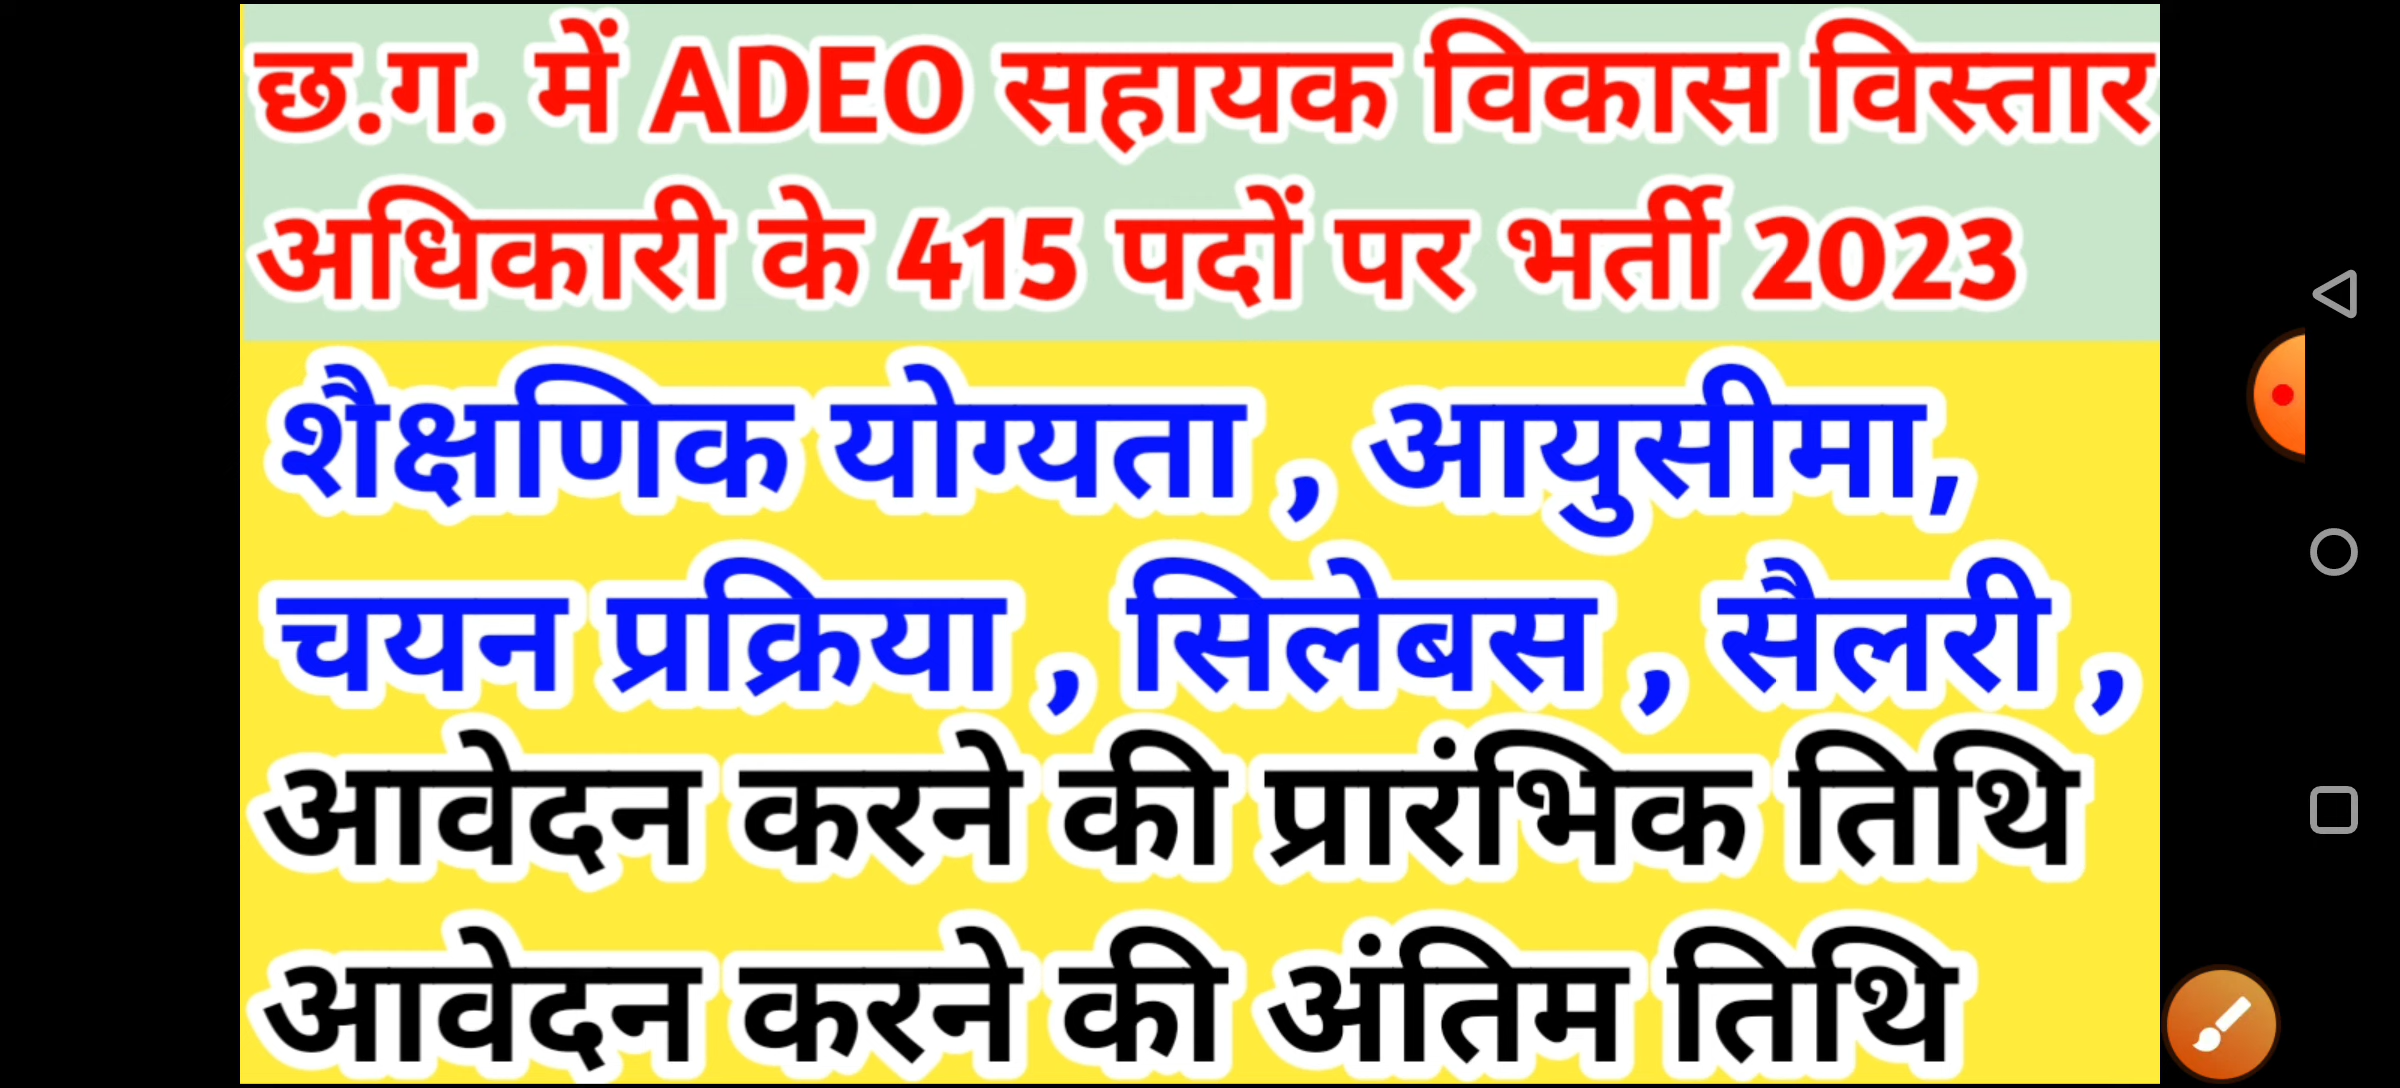 छ.ग. में ADEO सहायक विकास विस्तार
अधिकारी के 415 पदों पर भर्ती 2023
शैक्षणिक योग्यता , आयुसीमा,
चयन प्रक्रिया , सिलेबस , सैलरी ,
आवेदन करने की प्रारंभिक तिथि
आवेदन करने की अंतिम तिथि